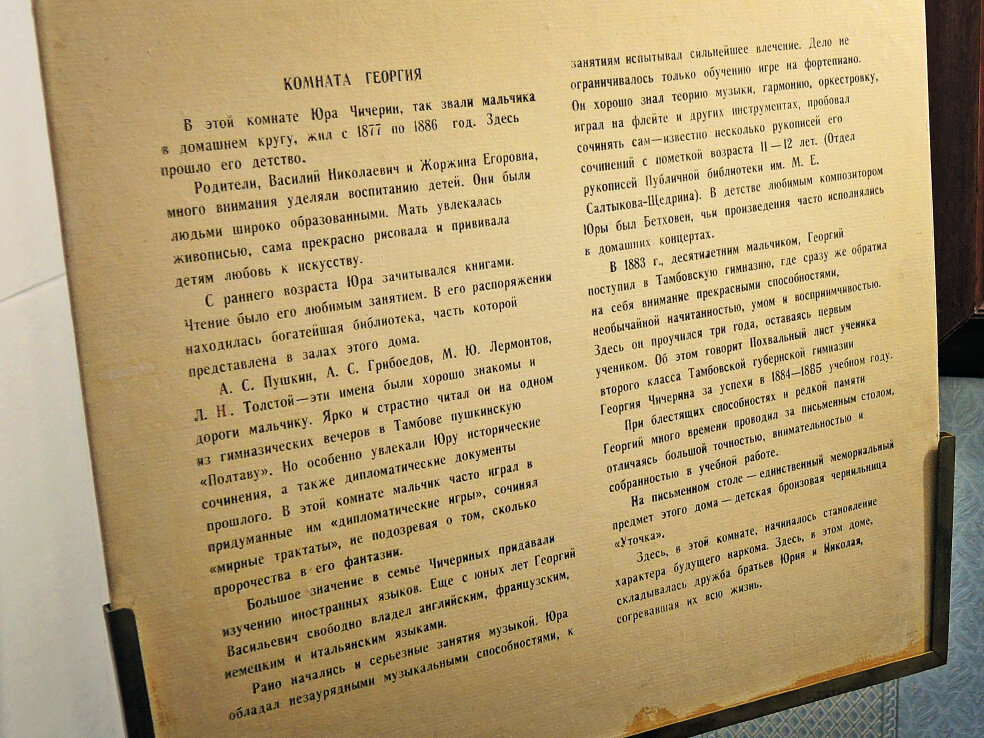 КОМНАТА ГЕОРГИЯ
В этой комнате Юра Чичерин, так звали мальчика
в домашнем кругу, жил с 1877 по 1886 год. Здесь
прошло его детство.
Родители, Василий Николаевич и Жоржина Егоровна,
много внимания уделяли воспитанию детей. Они были
людьми широко образованными. Мать увлекалась
живописью, сама прекрасно рисовала и прививала
детям любовь к искусству.
С раннего возраста Юра зачитывался книгами.
Чтение было его любимым занятием. В его распоряжении
находилась богатейшая библиотека, часть которой
представлена в залах этого дома.
А. С. Пушкин, А. С. Грибоедов, М. Ю. Лермонтов,
Л. Н. Толстой—эти имена были хорошо знакомы и
дороги мальчику. Ярко и страстно читал он на одном
из гимназических вечеров в Тамбове пушкинскую
«Полтаву». Но особенно увлекали Юру исторические
сочинения, а также дипломатические документы
прошлого. В этой комнате мальчик часто играл в
придуманные им «дипломатические игры», сочинял
«мирные трактаты», не подозревая о том, сколько
пророчества в его фантазии.
Большое значение в семье Чичериных придавали
изучению иностранных языков. Еще с юных лет Георгий
Васильевич свободно владел английским, французским,
немецким и итальянским языками.
Рано начались и серьезные занятия музыкой. Юра
обладал незаурядными музыкальными способностями, к
занятиям испытывал сильнейшее влечение. Дело не
ограничивалось только обучению игре на фортепиано.
Он хорошо знал теорию музыки, гармонию, оркестровку,
играл на флейте и других инструментах, пробовал
сочинять сам—известно несколько рукописей его
сочинений с пометкой возраста 11—12 лет. (Отдел
рукописей Публичной библиотеки им. М. Е.
Салтыкова-Щедрина). В детстве любимым композитором
Юры был Бетховен, чьи произведения часто исполнялись
в домашних концертах.
В 1883 г., десятилетним мальчиком, Георгий
поступил в Тамбовскую гимназию, где сразу же обратил
на себя внимание прекрасными способностями,
необычайной начитанностью, умом и восприимчивостью.
Здесь он проучился три года, оставаясь первым
учеником. Об этом говорит Похвальный лист ученика
второго класса Тамбовской губернской гимназии
Георгия Чичерина за успехи в 1884—1885 учебном году.
При блестящих способностях и редкой памяти
Георгий много времени проводил за письменным столом,
отличаясь большой точностью, внимательностью и
собранностью в учебной работе.
На письменном столе—единственный мемориальный
предмет этого дома—детская бронзовая чернильница
«Уточка».
Здесь, в этой комнате, начиналось становление
характера будущего наркома. Здесь, в этом доме,
складывалась дружба братьев Юрия и Николая,
согревавшая их всю жизнь.